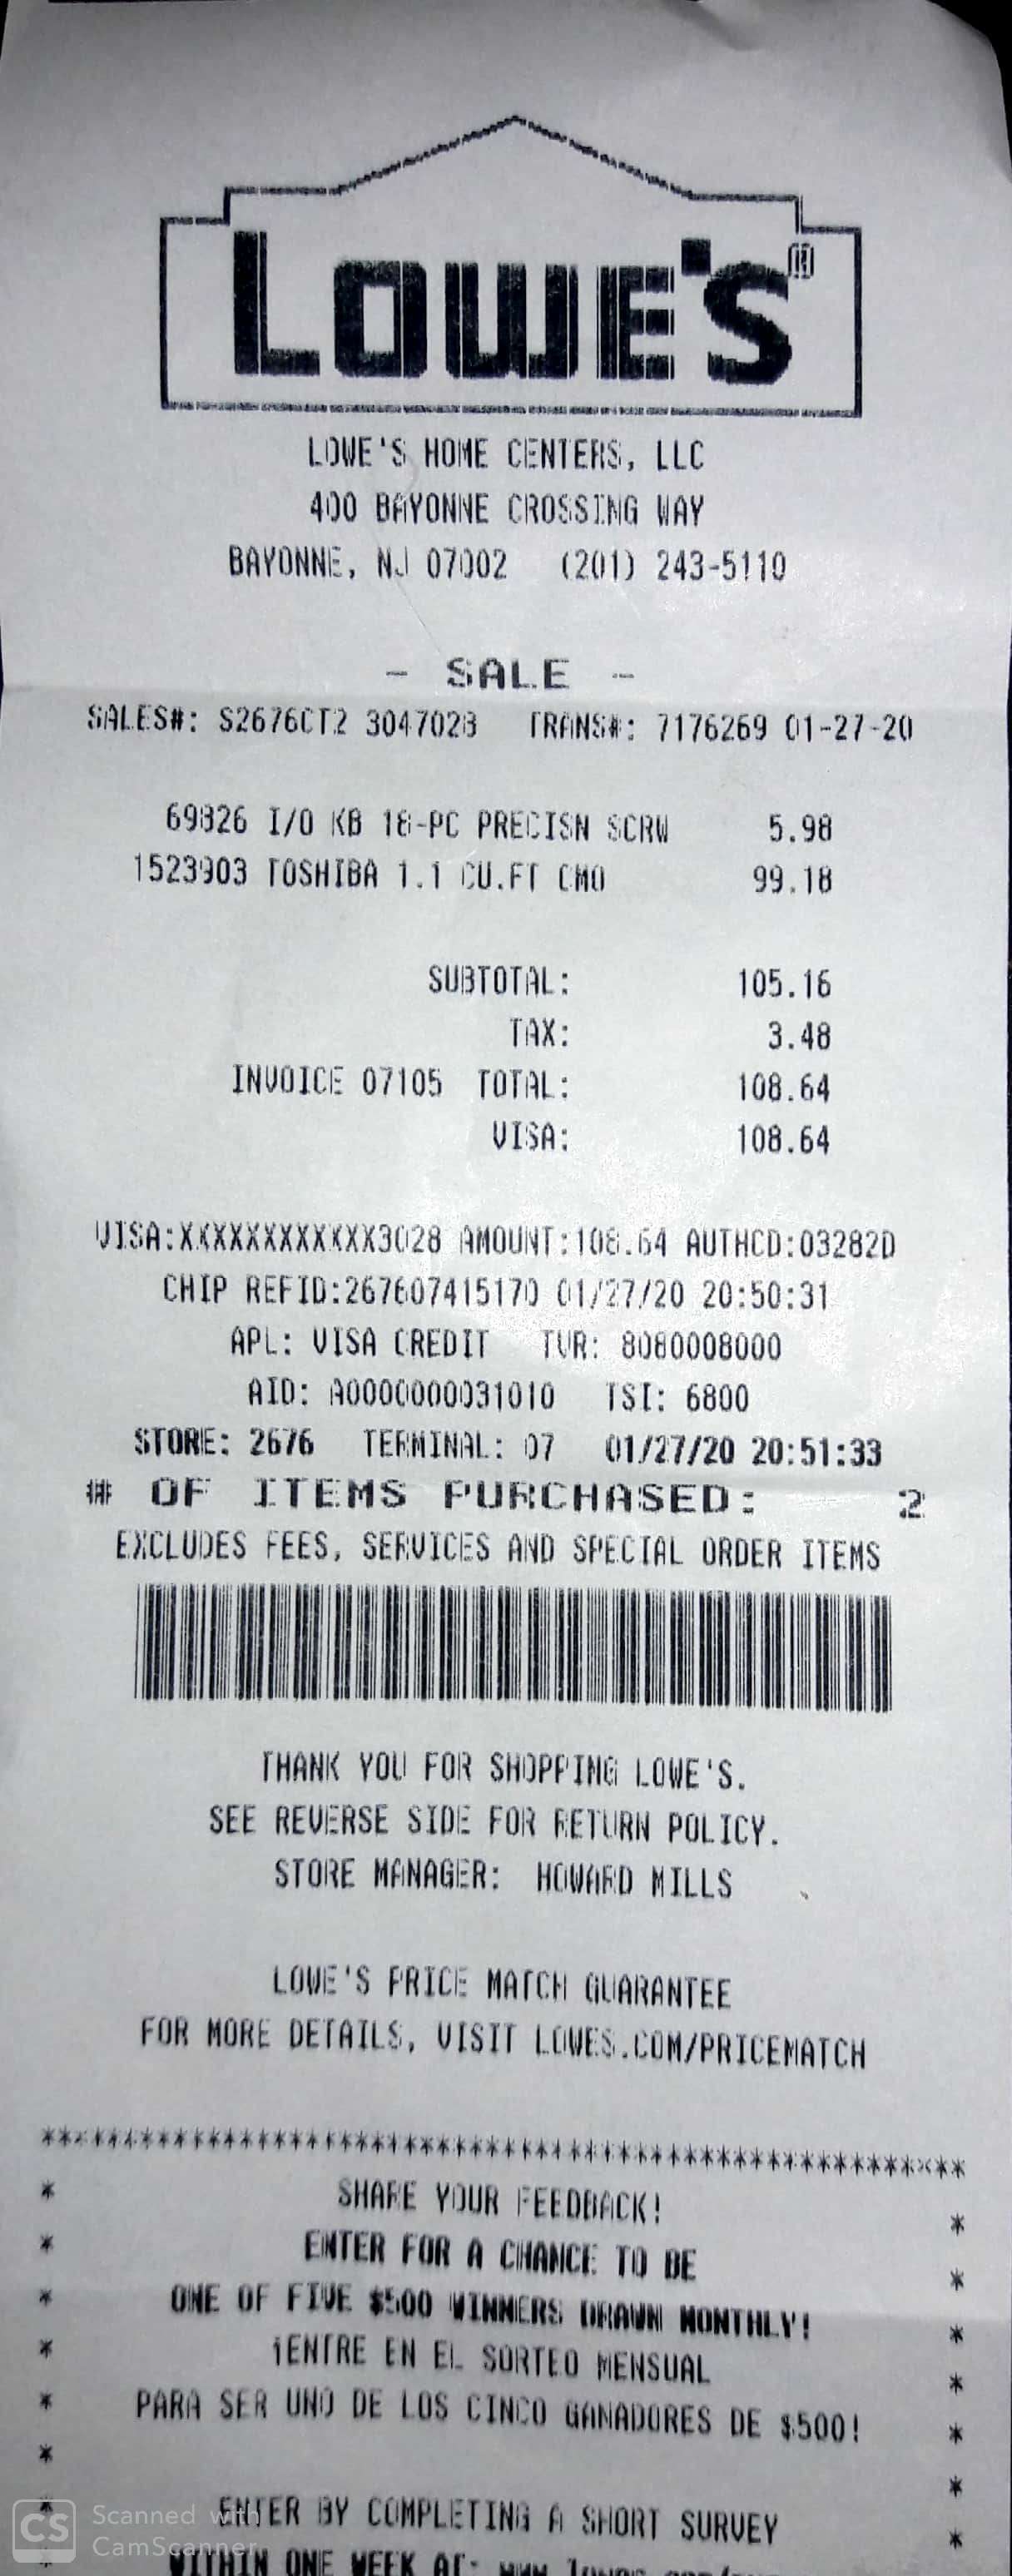 LOWE'S®
LOWE'S HOME CENTERS, LLC
400 BAYONNE CROSSING WAY
BAYONNE, NJ 07002 (201) 243-5110
- SALE -
SALES#: S2676CT2 3047028 TRANS#: 7176269 01-27-20
69826 I/O KB 18-PC PRECISN SCRW 5.98
1523903 TOSHIBA 1.1 CU.FT CMO 99.18
SUBTOTAL: 105.16
TAX: 3.48
INVOICE 07105 TOTAL: 108.64
VISA: 108.64
VISA:XXXXXXXXXXXX3028 AMOUNT:108.64 AUTHCD:03282D
CHIP REFID:267607415170 01/27/20 20:50:31
APL: VISA CREDIT TVR: 8080008000
AID: A0000000031010 TSI: 6800
STORE: 2676 TERMINAL: 07 01/27/20 20:51:33
# OF ITEMS PURCHASED: 2
EXCLUDES FEES, SERVICES AND SPECIAL ORDER ITEMS
THANK YOU FOR SHOPPING LOWE'S.
SEE REVERSE SIDE FOR RETURN POLICY.
STORE MANAGER: HOWARD MILLS
LOWE'S PRICE MATCH GUARANTEE
FOR MORE DETAILS, VISIT LOWES.COM/PRICEMATCH
********************************************************
* SHARE YOUR FEEDBACK! *
* ENTER FOR A CHANCE TO BE *
* ONE OF FIVE $500 WINNERS DRAWN MONTHLY! *
* ¡ENTRE EN EL SORTEO MENSUAL *
* PARA SER UNO DE LOS CINCO GANADORES DE $500! *
* *
* ENTER BY COMPLETING A SHORT SURVEY *
WITHIN ONE WEEK AT:
CS Scanned with
CamScanner